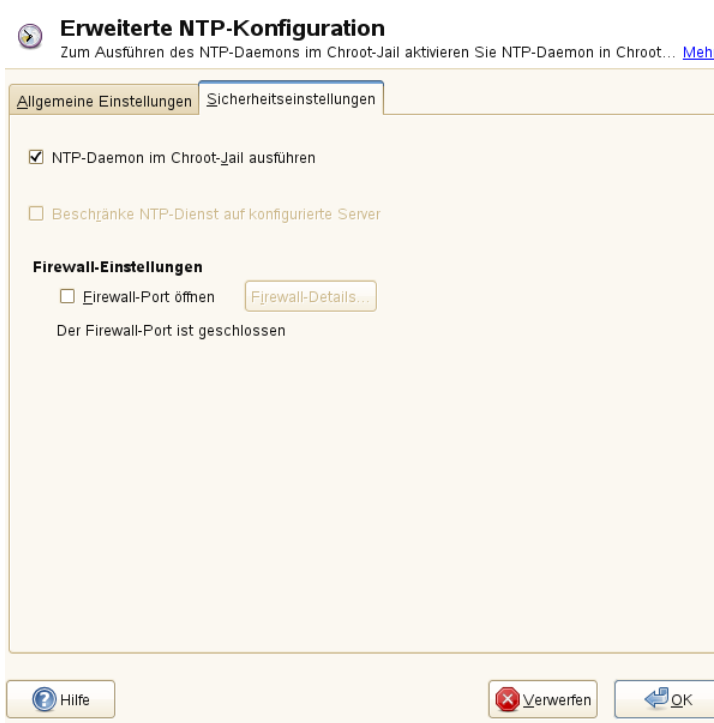 Erweiterte NTP-Konfiguration
Zum Ausführen des NTP-Daemons im Chroot-Jail aktivieren Sie NTP-Daemon in Chroot... Meh
Allgemeine Einstellungen
Sicherheitseinstellungen
NTP-Daemon im Chroot-Jail ausführen
Beschränke NTP-Dienst auf konfigurierte Server
Firewall-Einstellungen
Firewall-Port öffnen
Firewall-Details...
Der Firewall-Port ist geschlossen
Hilfe
Verwerfen
OK